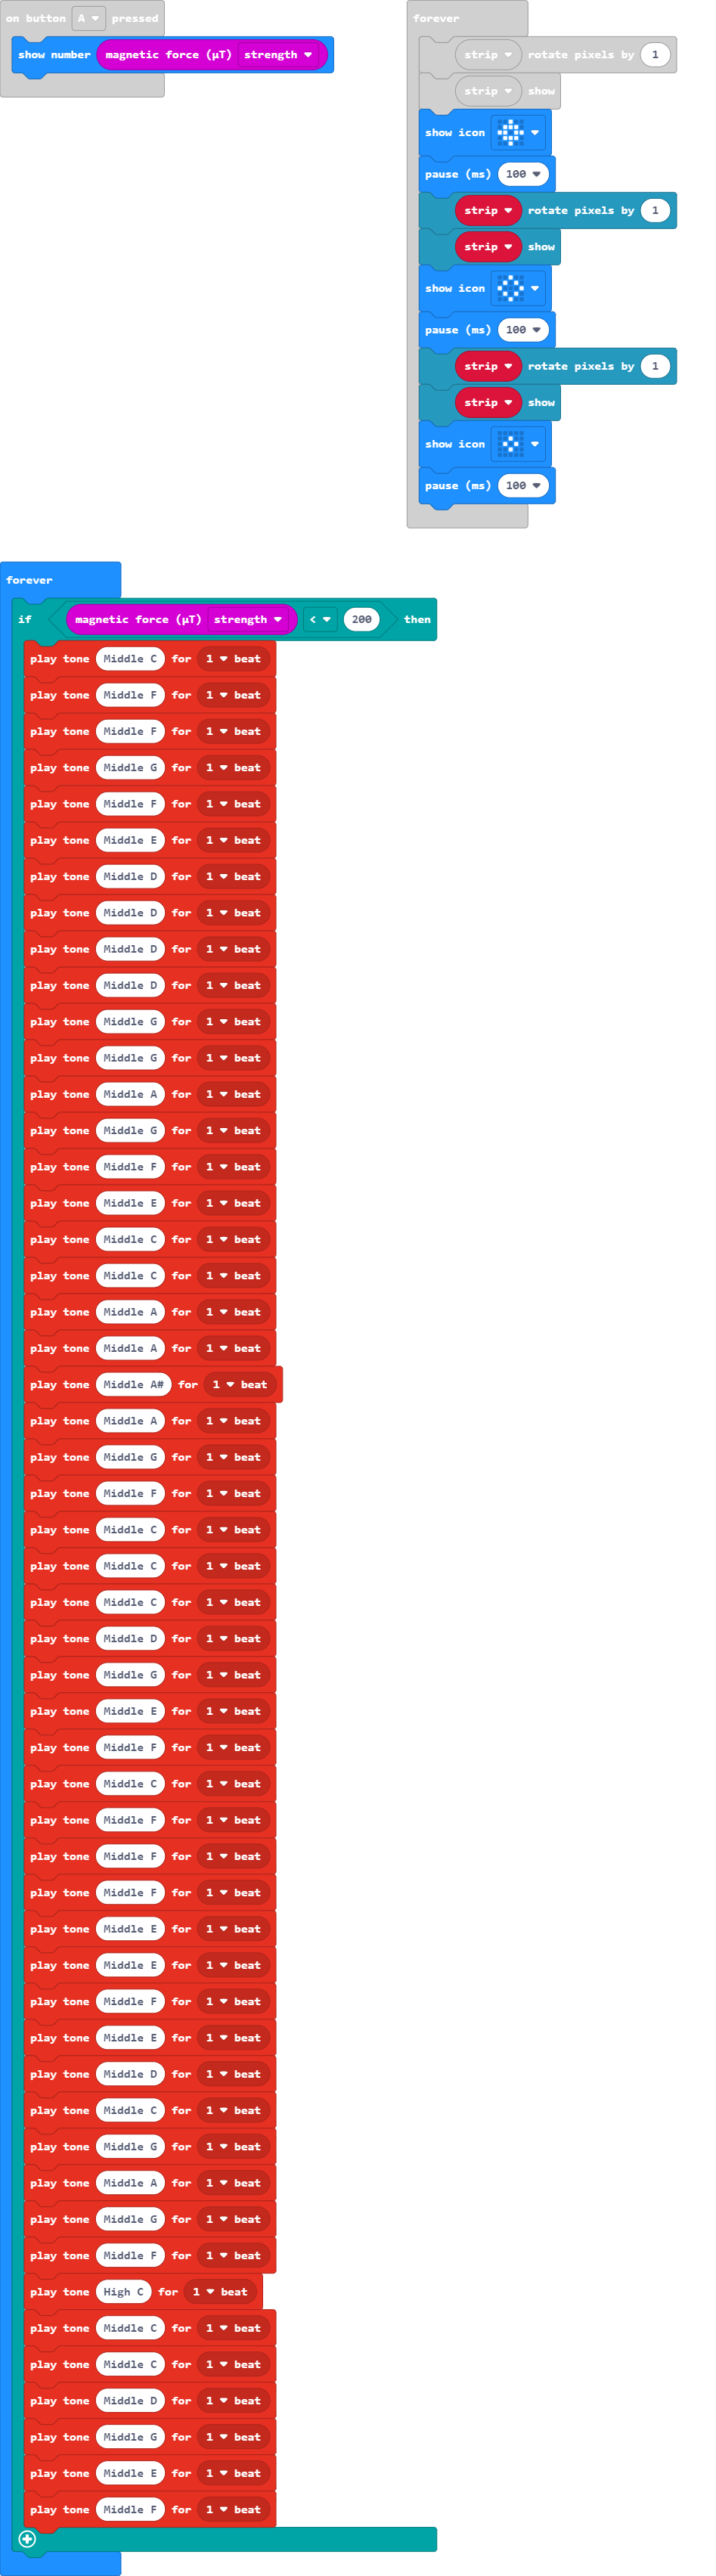 on button A pressed
show number magnetic force (µT) strength
forever
strip rotate pixels by 1
strip show
show icon
pause (ms) 100
strip rotate pixels by 1
strip show
show icon
pause (ms) 100
strip rotate pixels by 1
strip show
show icon
pause (ms) 100
forever
if magnetic force (µT) strength < 200 then
play tone Middle C for 1 beat
play tone Middle F for 1 beat
play tone Middle F for 1 beat
play tone Middle G for 1 beat
play tone Middle F for 1 beat
play tone Middle E for 1 beat
play tone Middle D for 1 beat
play tone Middle D for 1 beat
play tone Middle D for 1 beat
play tone Middle D for 1 beat
play tone Middle G for 1 beat
play tone Middle G for 1 beat
play tone Middle A for 1 beat
play tone Middle G for 1 beat
play tone Middle F for 1 beat
play tone Middle E for 1 beat
play tone Middle C for 1 beat
play tone Middle C for 1 beat
play tone Middle A for 1 beat
play tone Middle A for 1 beat
play tone Middle A# for 1 beat
play tone Middle A for 1 beat
play tone Middle G for 1 beat
play tone Middle F for 1 beat
play tone Middle C for 1 beat
play tone Middle C for 1 beat
play tone Middle C for 1 beat
play tone Middle D for 1 beat
play tone Middle G for 1 beat
play tone Middle E for 1 beat
play tone Middle F for 1 beat
play tone Middle C for 1 beat
play tone Middle F for 1 beat
play tone Middle F for 1 beat
play tone Middle F for 1 beat
play tone Middle E for 1 beat
play tone Middle E for 1 beat
play tone Middle F for 1 beat
play tone Middle E for 1 beat
play tone Middle D for 1 beat
play tone Middle C for 1 beat
play tone Middle G for 1 beat
play tone Middle A for 1 beat
play tone Middle G for 1 beat
play tone Middle F for 1 beat
play tone High C for 1 beat
play tone Middle C for 1 beat
play tone Middle C for 1 beat
play tone Middle D for 1 beat
play tone Middle G for 1 beat
play tone Middle E for 1 beat
play tone Middle F for 1 beat